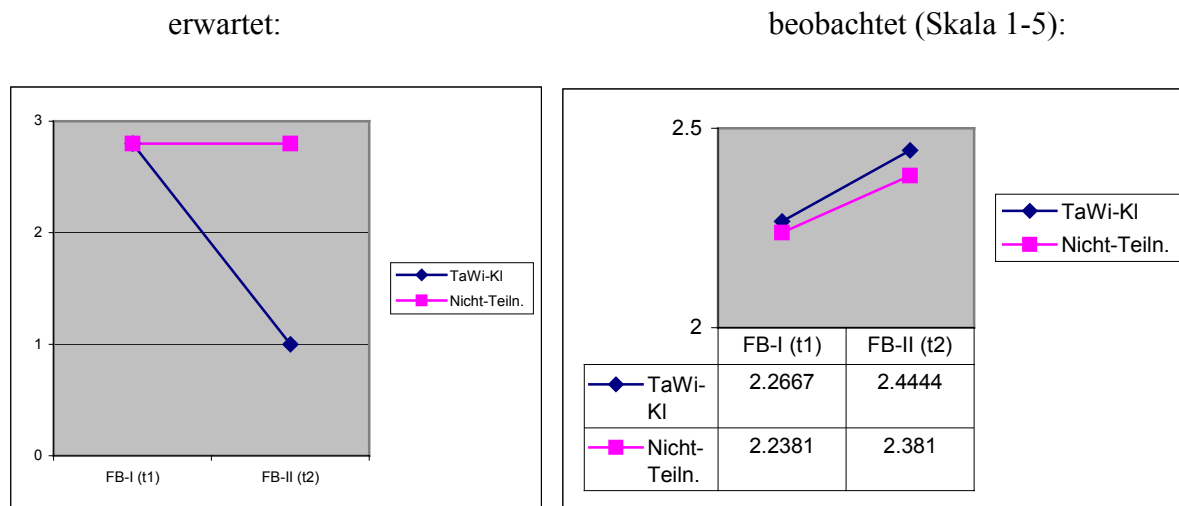 erwartet:
beobachtet (Skala 1-5):
3
2
1
0
FB-I (t1)
FB-II (t2)
TaWi-Kl
Nicht-Teiln.
2.5
2
FB-I (t1)
FB-II (t2)
TaWi-
Kl
2.2667
2.4444
Nicht-
Teiln.
2.2381
2.381
TaWi-Kl
Nicht-Teiln.